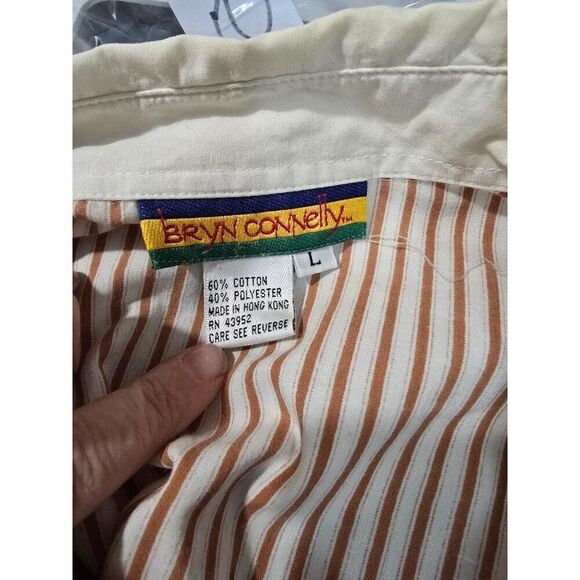 BRYN CONNElly...
L
60% COTTON
40% POLYESTER
MADE IN HONG KONG
RN 43952
CARE SEE REVERSE